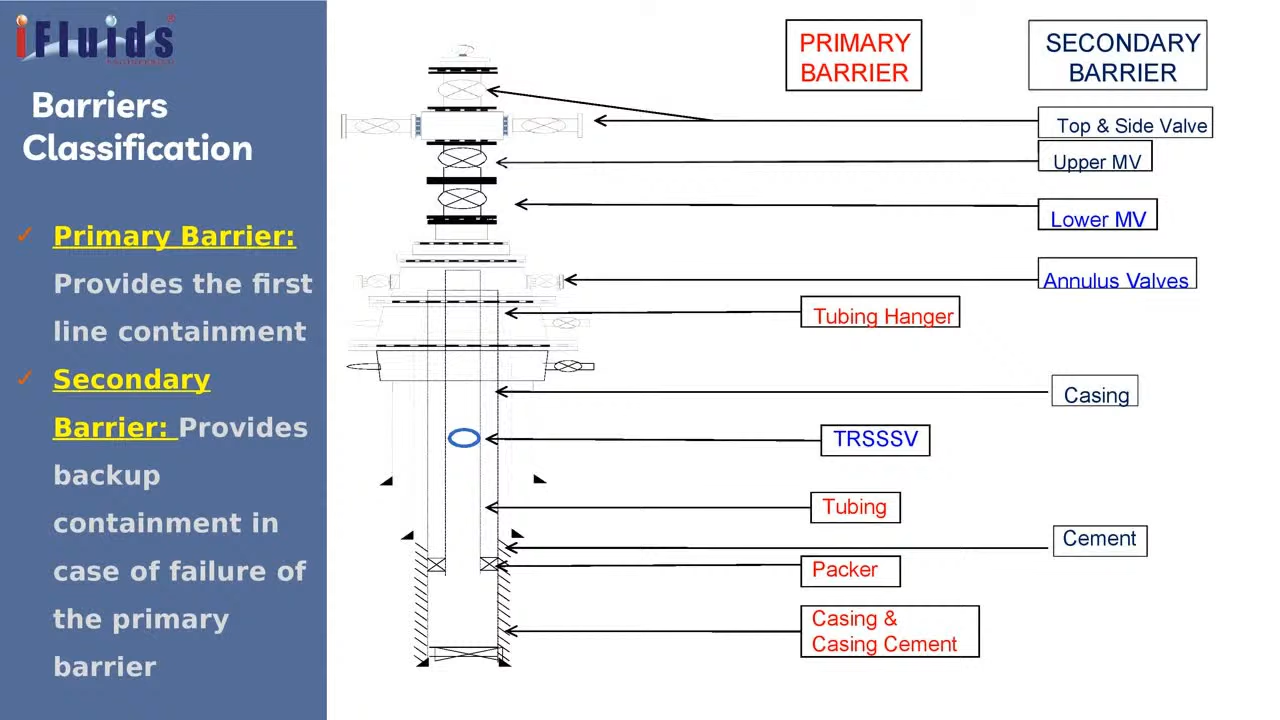 iFluids
ENGINEERING
Barriers
Classification
✓ Primary Barrier:
Provides the first
line containment
✓ Secondary
Barrier: Provides
backup
containment in
case of failure of
the primary
barrier
PRIMARY
BARRIER
SECONDARY
BARRIER
Top & Side Valve
Upper MV
Lower MV
Annulus Valves
Tubing Hanger
Casing
TRSSSV
Tubing
Cement
Packer
Casing &
Casing Cement